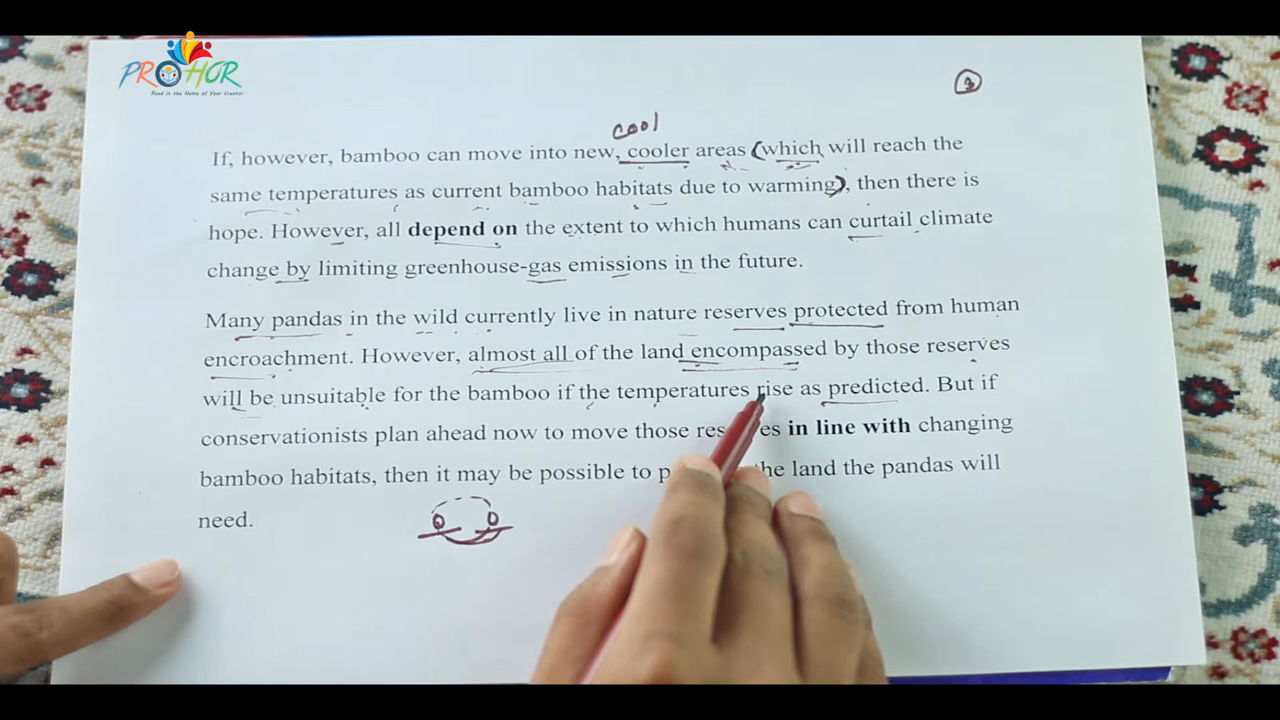 PROHOR
Read in the Name of Your Creator
3
cool
If, however, bamboo can move into new, cooler areas (which will reach the
same temperatures as current bamboo habitats due to warming), then there is
hope. However, all depend on the extent to which humans can curtail climate
change by limiting greenhouse-gas emissions in the future.
Many pandas in the wild currently live in nature reserves protected from human
encroachment. However, almost all of the land encompassed by those reserves
will be unsuitable for the bamboo if the temperatures rise as predicted. But if
conservationists plan ahead now to move those in line with changing
bamboo habitats, then it may be possible to the land the pandas will
need.